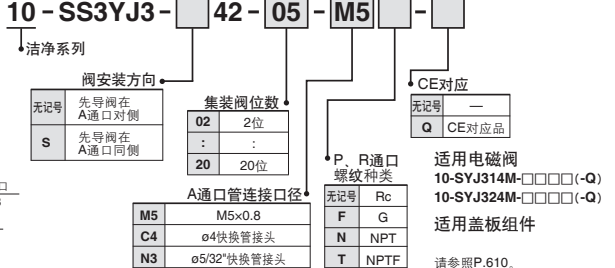 10 - SS3YJ3 - 42 - 05 - M5 -
洁净系列
阀安装方向
无记号 先导阀在A通口对侧
S 先导阀在A通口同侧
集装阀位数
02 2位
: :
20 20位
A通口管连接口径
M5 M5×0.8
C4 ø4快换管接头
N3 ø5/32"快换管接头
P、R通口
螺纹种类
无记号 Rc
F G
N NPT
T NPTF
CE对应
无记号 —
Q CE对应品
适用电磁阀
10-SYJ314M-□□□□(-Q)
10-SYJ324M-□□□□(-Q)
适用盖板组件
请参照P.610。